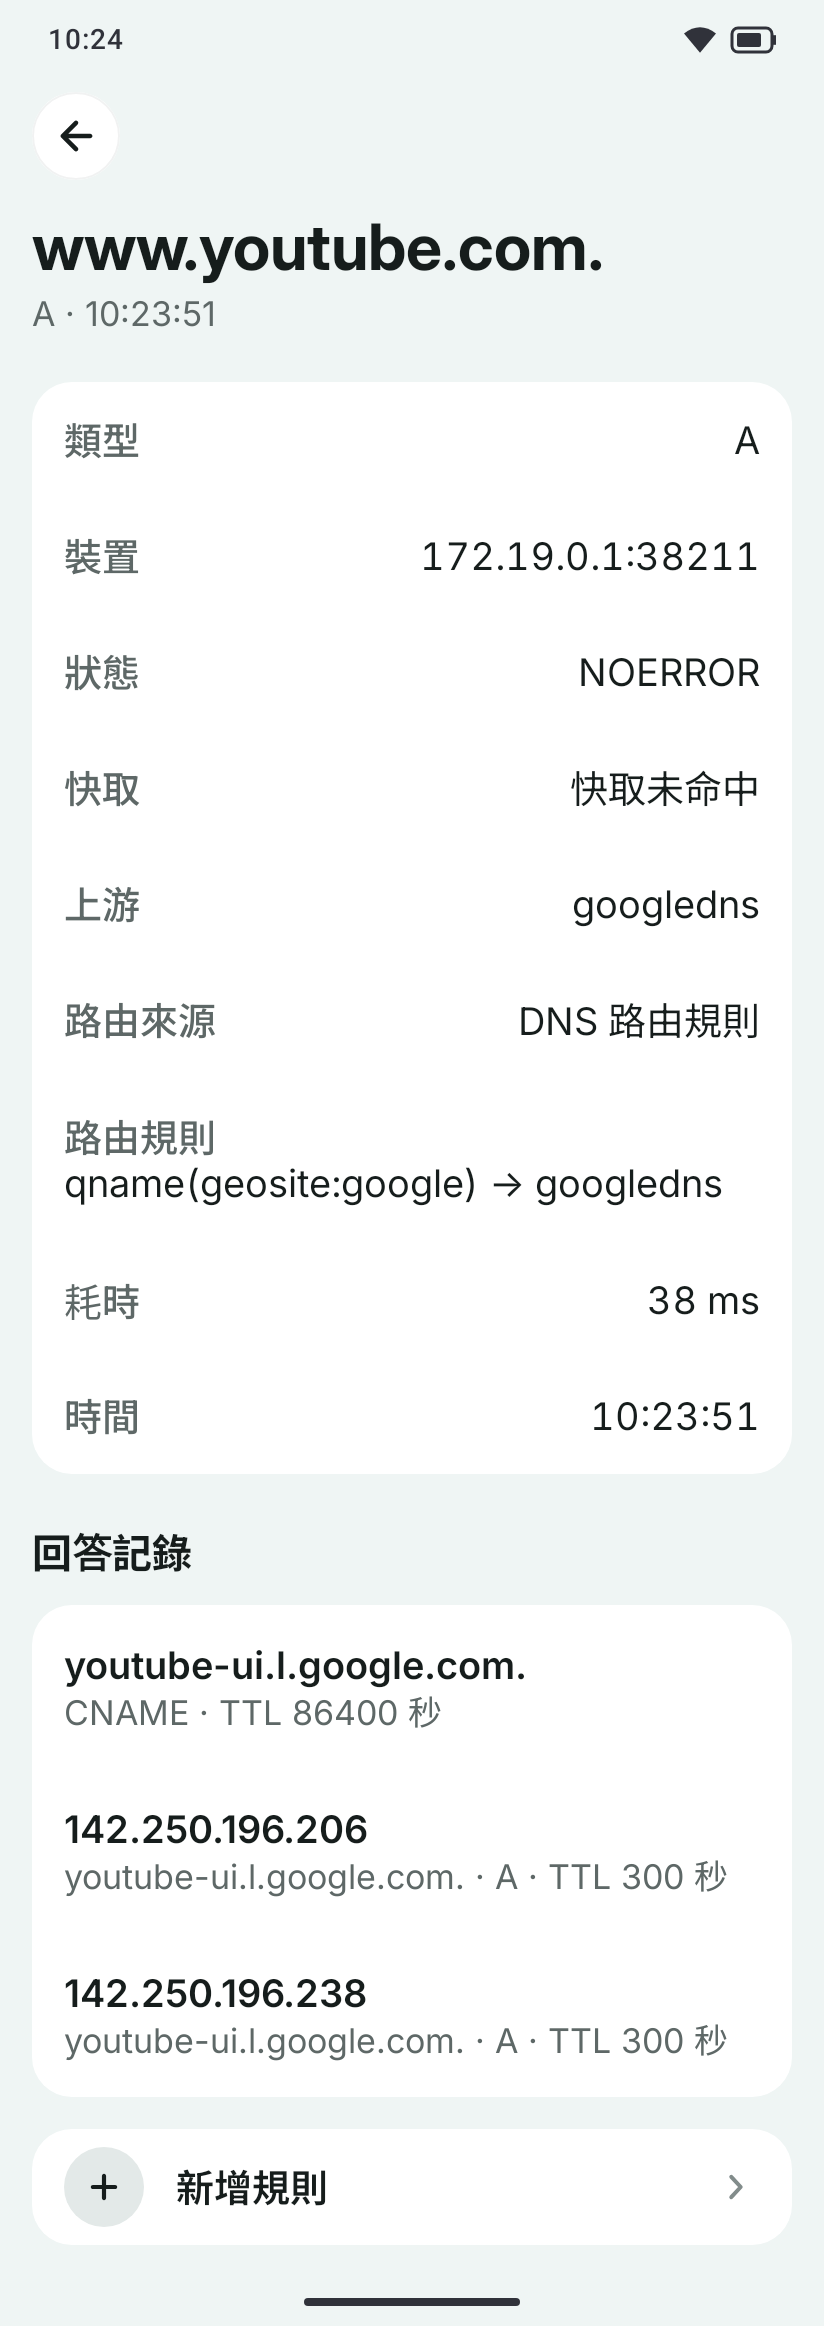 10:24
www.youtube.com.
A · 10:23:51
類型 A
裝置 172.19.0.1:38211
狀態 NOERROR
快取 快取未命中
上游 googledns
路由來源 DNS 路由規則
路由規則
qname(geosite:google) → googledns
耗時 38 ms
時間 10:23:51
回答記錄
youtube-ui.l.google.com.
CNAME · TTL 86400 秒
142.250.196.206
youtube-ui.l.google.com. · A · TTL 300 秒
142.250.196.238
youtube-ui.l.google.com. · A · TTL 300 秒
新增規則